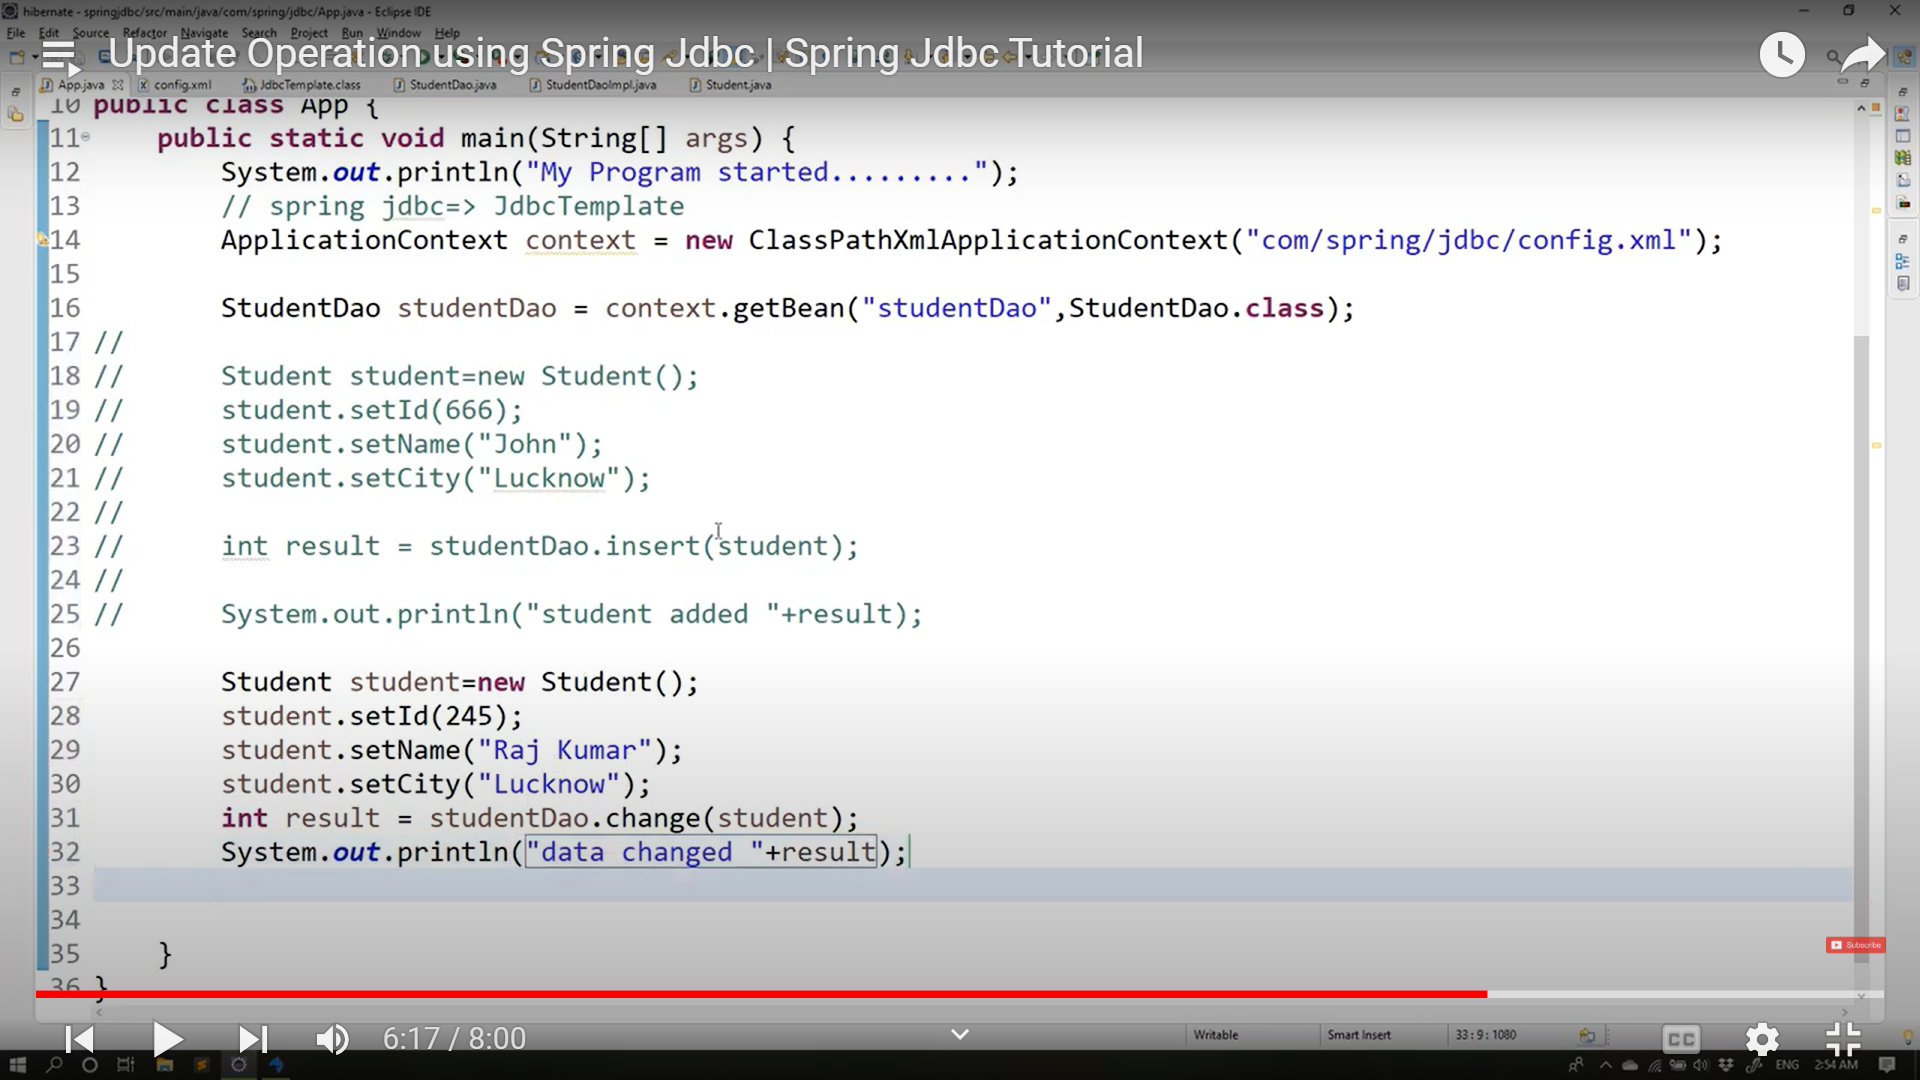 hibernate - springjdbc/src/main/java/com/spring/jdbc/App.java - Eclipse IDE
File Edit Source Refactor Navigate Search Project Run Window Help
Update Operation using Spring Jdbc | Spring Jdbc Tutorial
App.java config.xml JdbcTemplate.class StudentDao.java StudentDaoImpl.java Student.java
10 public class App {
11 public static void main(String[] args) {
12 System.out.println("My Program started.........");
13 // spring jdbc=> JdbcTemplate
14 ApplicationContext context = new ClassPathXmlApplicationContext("com/spring/jdbc/config.xml");
15
16 StudentDao studentDao = context.getBean("studentDao",StudentDao.class);
17 //
18 // Student student=new Student();
19 // student.setId(666);
20 // student.setName("John");
21 // student.setCity("Lucknow");
22 //
23 // int result = studentDao.insert(student);
24 //
25 // System.out.println("student added "+result);
26
27 Student student=new Student();
28 student.setId(245);
29 student.setName("Raj Kumar");
30 student.setCity("Lucknow");
31 int result = studentDao.change(student);
32 System.out.println("data changed "+result);
33
34
35 }
36 }
Subscribe
6:17 / 8:00
Writable Smart Insert 33:9:1080
CC
ENG 2:54 AM